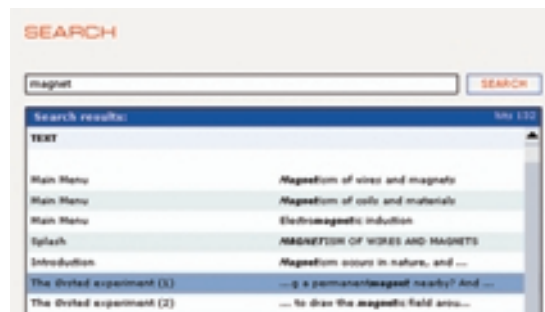 SEARCH
magnet SEARCH
Search results: hits 132
TEXT
Main Menu Magnetism of wires and magnets
Main Menu Magnetism of coils and materials
Main Menu Electromagnetic induction
Splash MAGNETISM OF WIRES AND MAGNETS
Introduction Magnetism occurs in nature, and ...
The Ørsted experiment (1) ...g a permanentmagnet nearby? And ...
The Ørsted experiment (2) ... to draw the magnetic field arou...